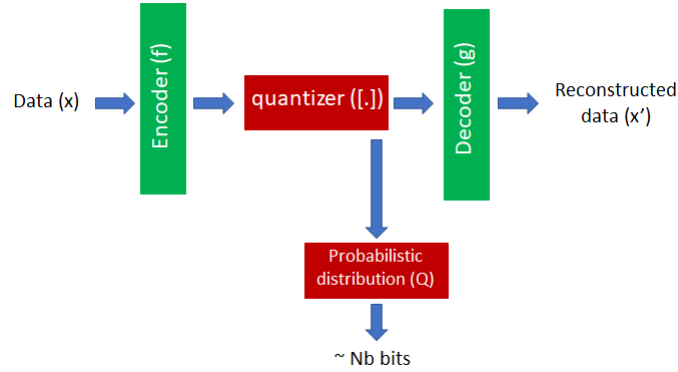 Data (x)
Encoder (f)
quantizer ([.])
Decoder (g)
Reconstructed
data (x’)
Probabilistic
distribution (Q)
~ Nb bits